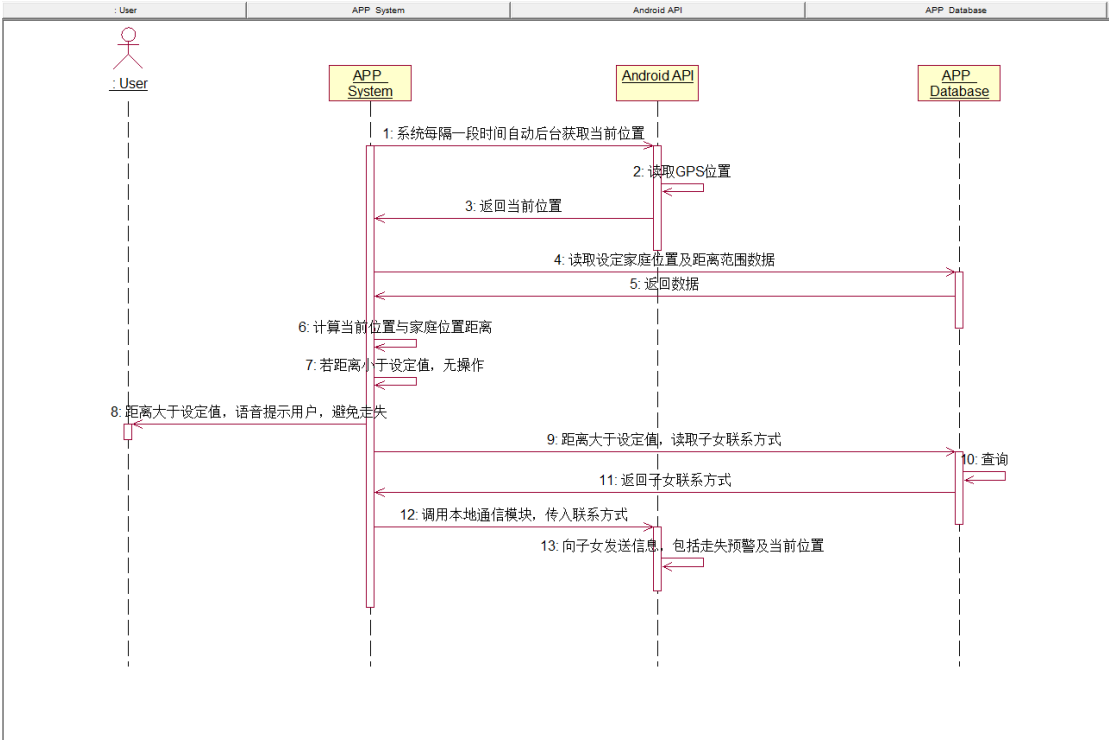 : User
APP System
Android API
APP Database
: User
APP
System
Android API
APP
Database
1: 系统每隔一段时间自动后台获取当前位置
2: 读取GPS位置
3: 返回当前位置
4: 读取设定家庭位置及距离范围数据
5: 返回数据
6: 计算当前位置与家庭位置距离
7: 若距离小于设定值，无操作
8: 距离大于设定值，语音提示用户，避免走失
9: 距离大于设定值，读取子女联系方式
10: 查询
11: 返回子女联系方式
12: 调用本地通信模块，传入联系方式
13: 向子女发送信息，包括走失预警及当前位置